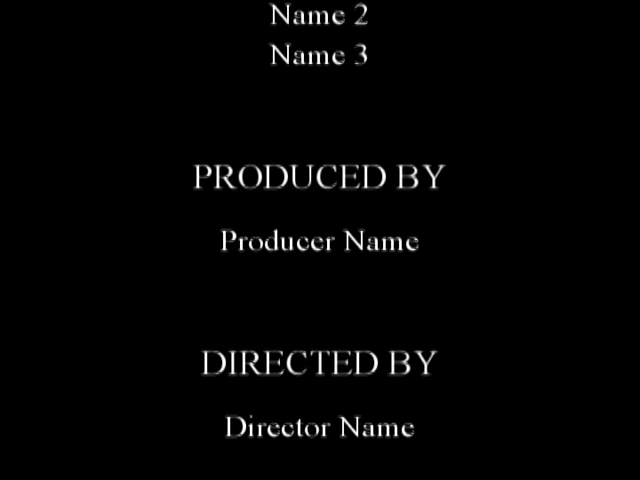 Name 2
Name 3
PRODUCED BY
Producer Name
DIRECTED BY
Director Name